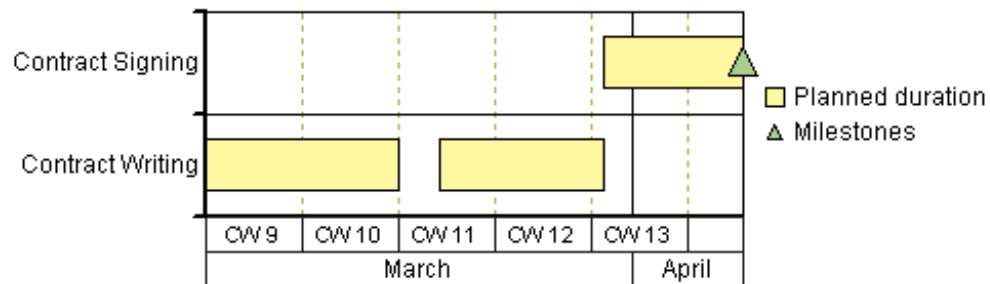 Contract Signing
Planned duration
Milestones
Contract Writing
CW 9 CW 10 CW 11 CW 12 CW 13
March April